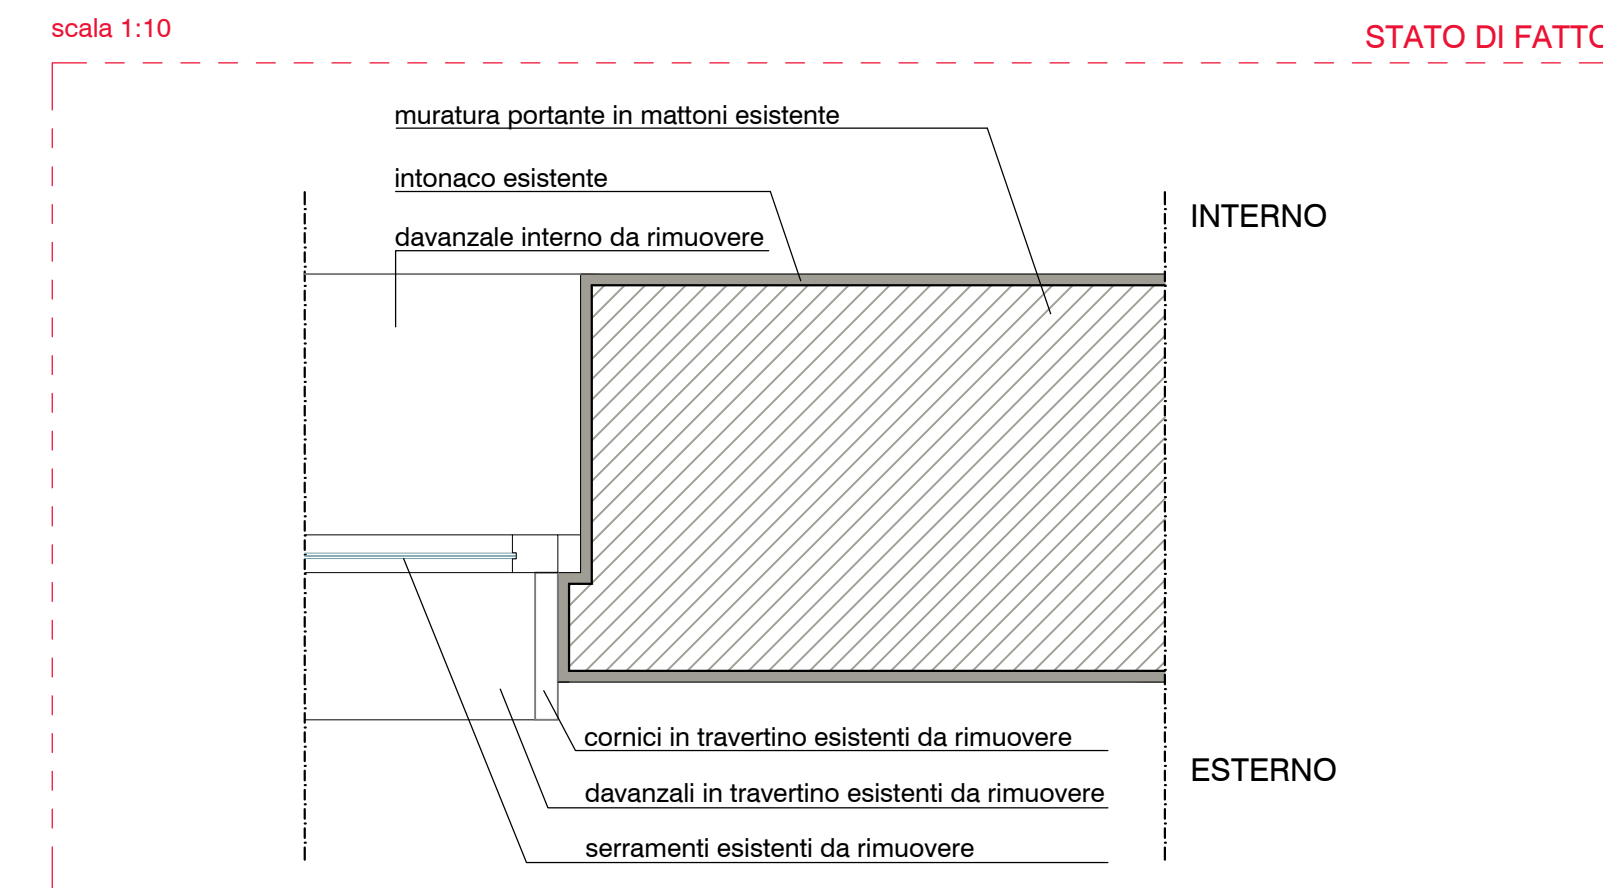 scala 1:10
STATO DI FATTO
muratura portante in mattoni esistente
intonaco esistente
davanzale interno da rimuovere
INTERNO
cornici in travertino esistenti da rimuovere
ESTERNO
davanzali in travertino esistenti da rimuovere
serramenti esistenti da rimuovere